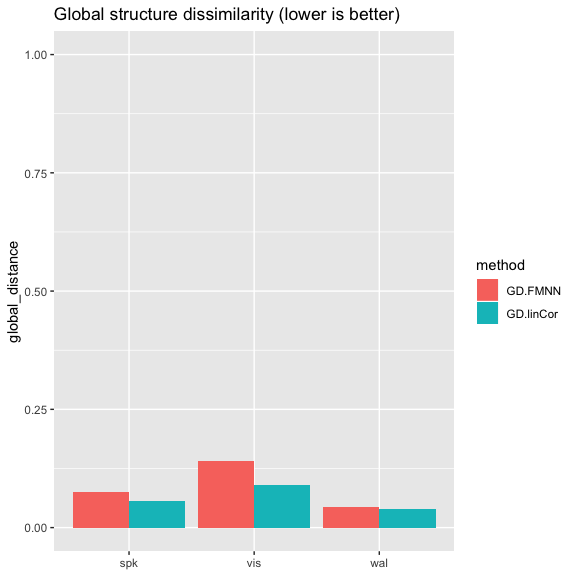 Global structure dissimilarity (lower is better)
global_distance
1.00
0.75
0.50
0.25
0.00
spk vis wal
method
GD.FMNN
GD.linCor